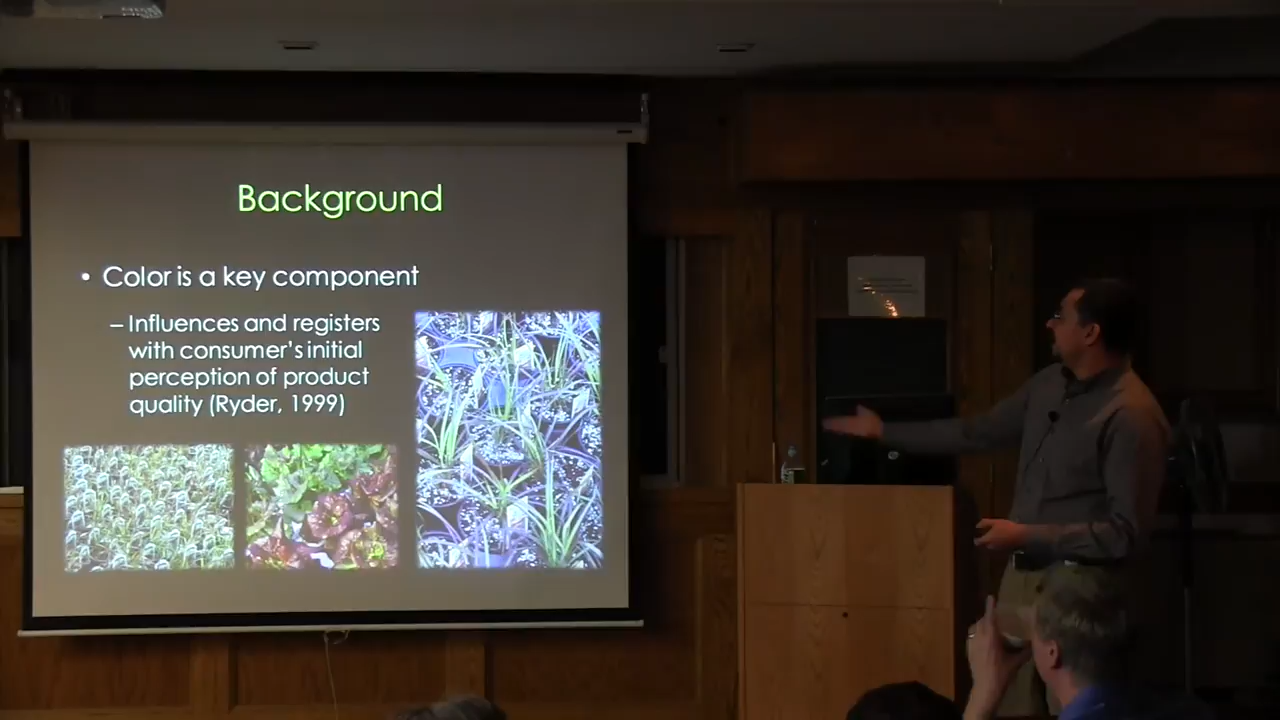 Background
• Color is a key component
– Influences and registers
with consumer's initial
perception of product
quality (Ryder, 1999)